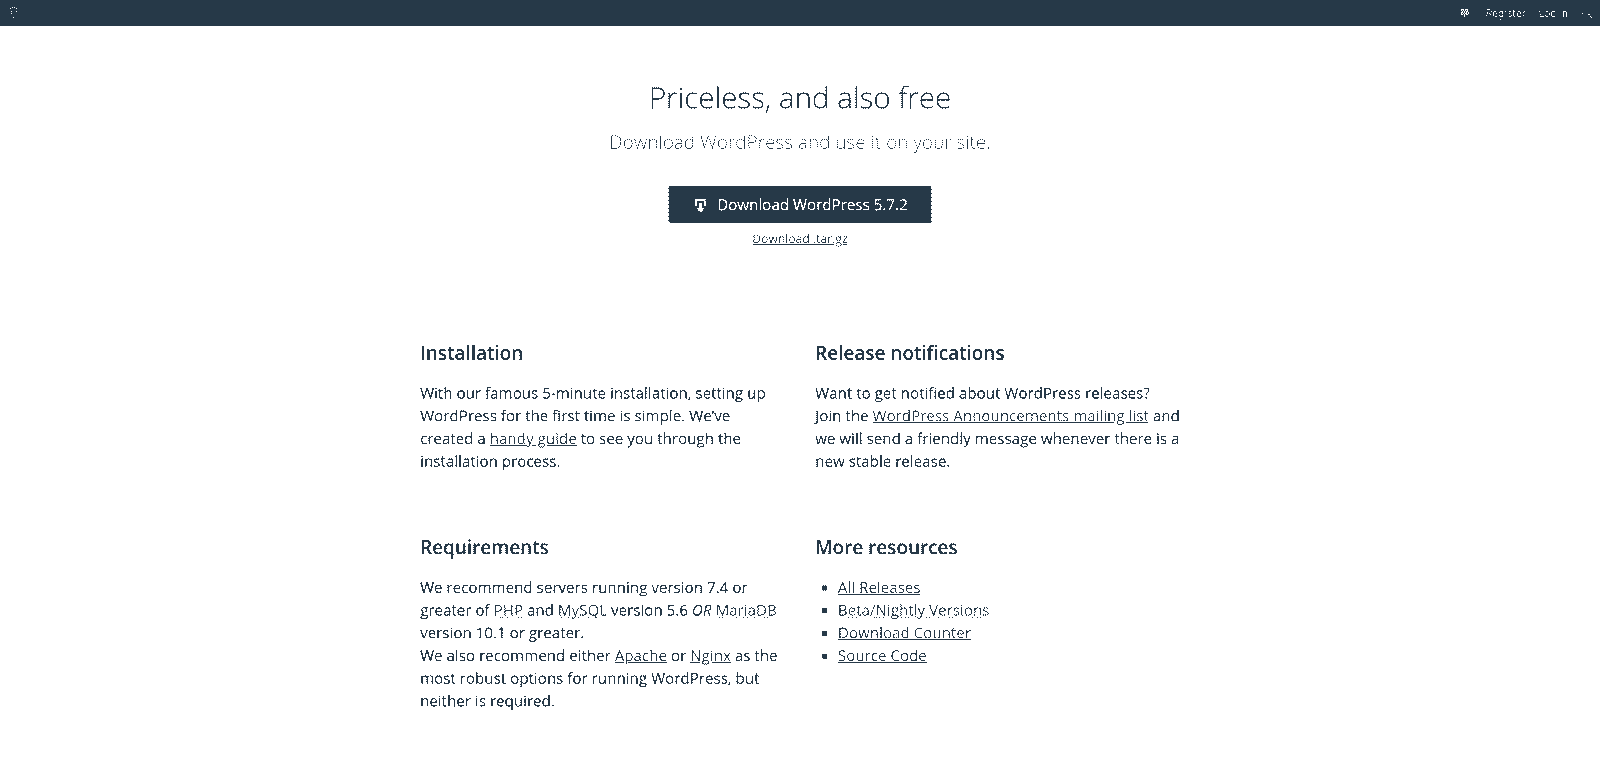 Register Log In
Priceless, and also free
Download WordPress and use it on your site.
Download WordPress 5.7.2
Download .tar.gz
Installation
With our famous 5-minute installation, setting up
WordPress for the first time is simple. We've
created a handy guide to see you through the
installation process.
Release notifications
Want to get notified about WordPress releases?
Join the WordPress Announcements mailing list and
we will send a friendly message whenever there is a
new stable release.
Requirements
We recommend servers running version 7.4 or
greater of PHP and MySQL version 5.6 OR MariaDB
version 10.1 or greater.
We also recommend either Apache or Nginx as the
most robust options for running WordPress, but
neither is required.
More resources
All Releases
Beta/Nightly Versions
Download Counter
Source Code